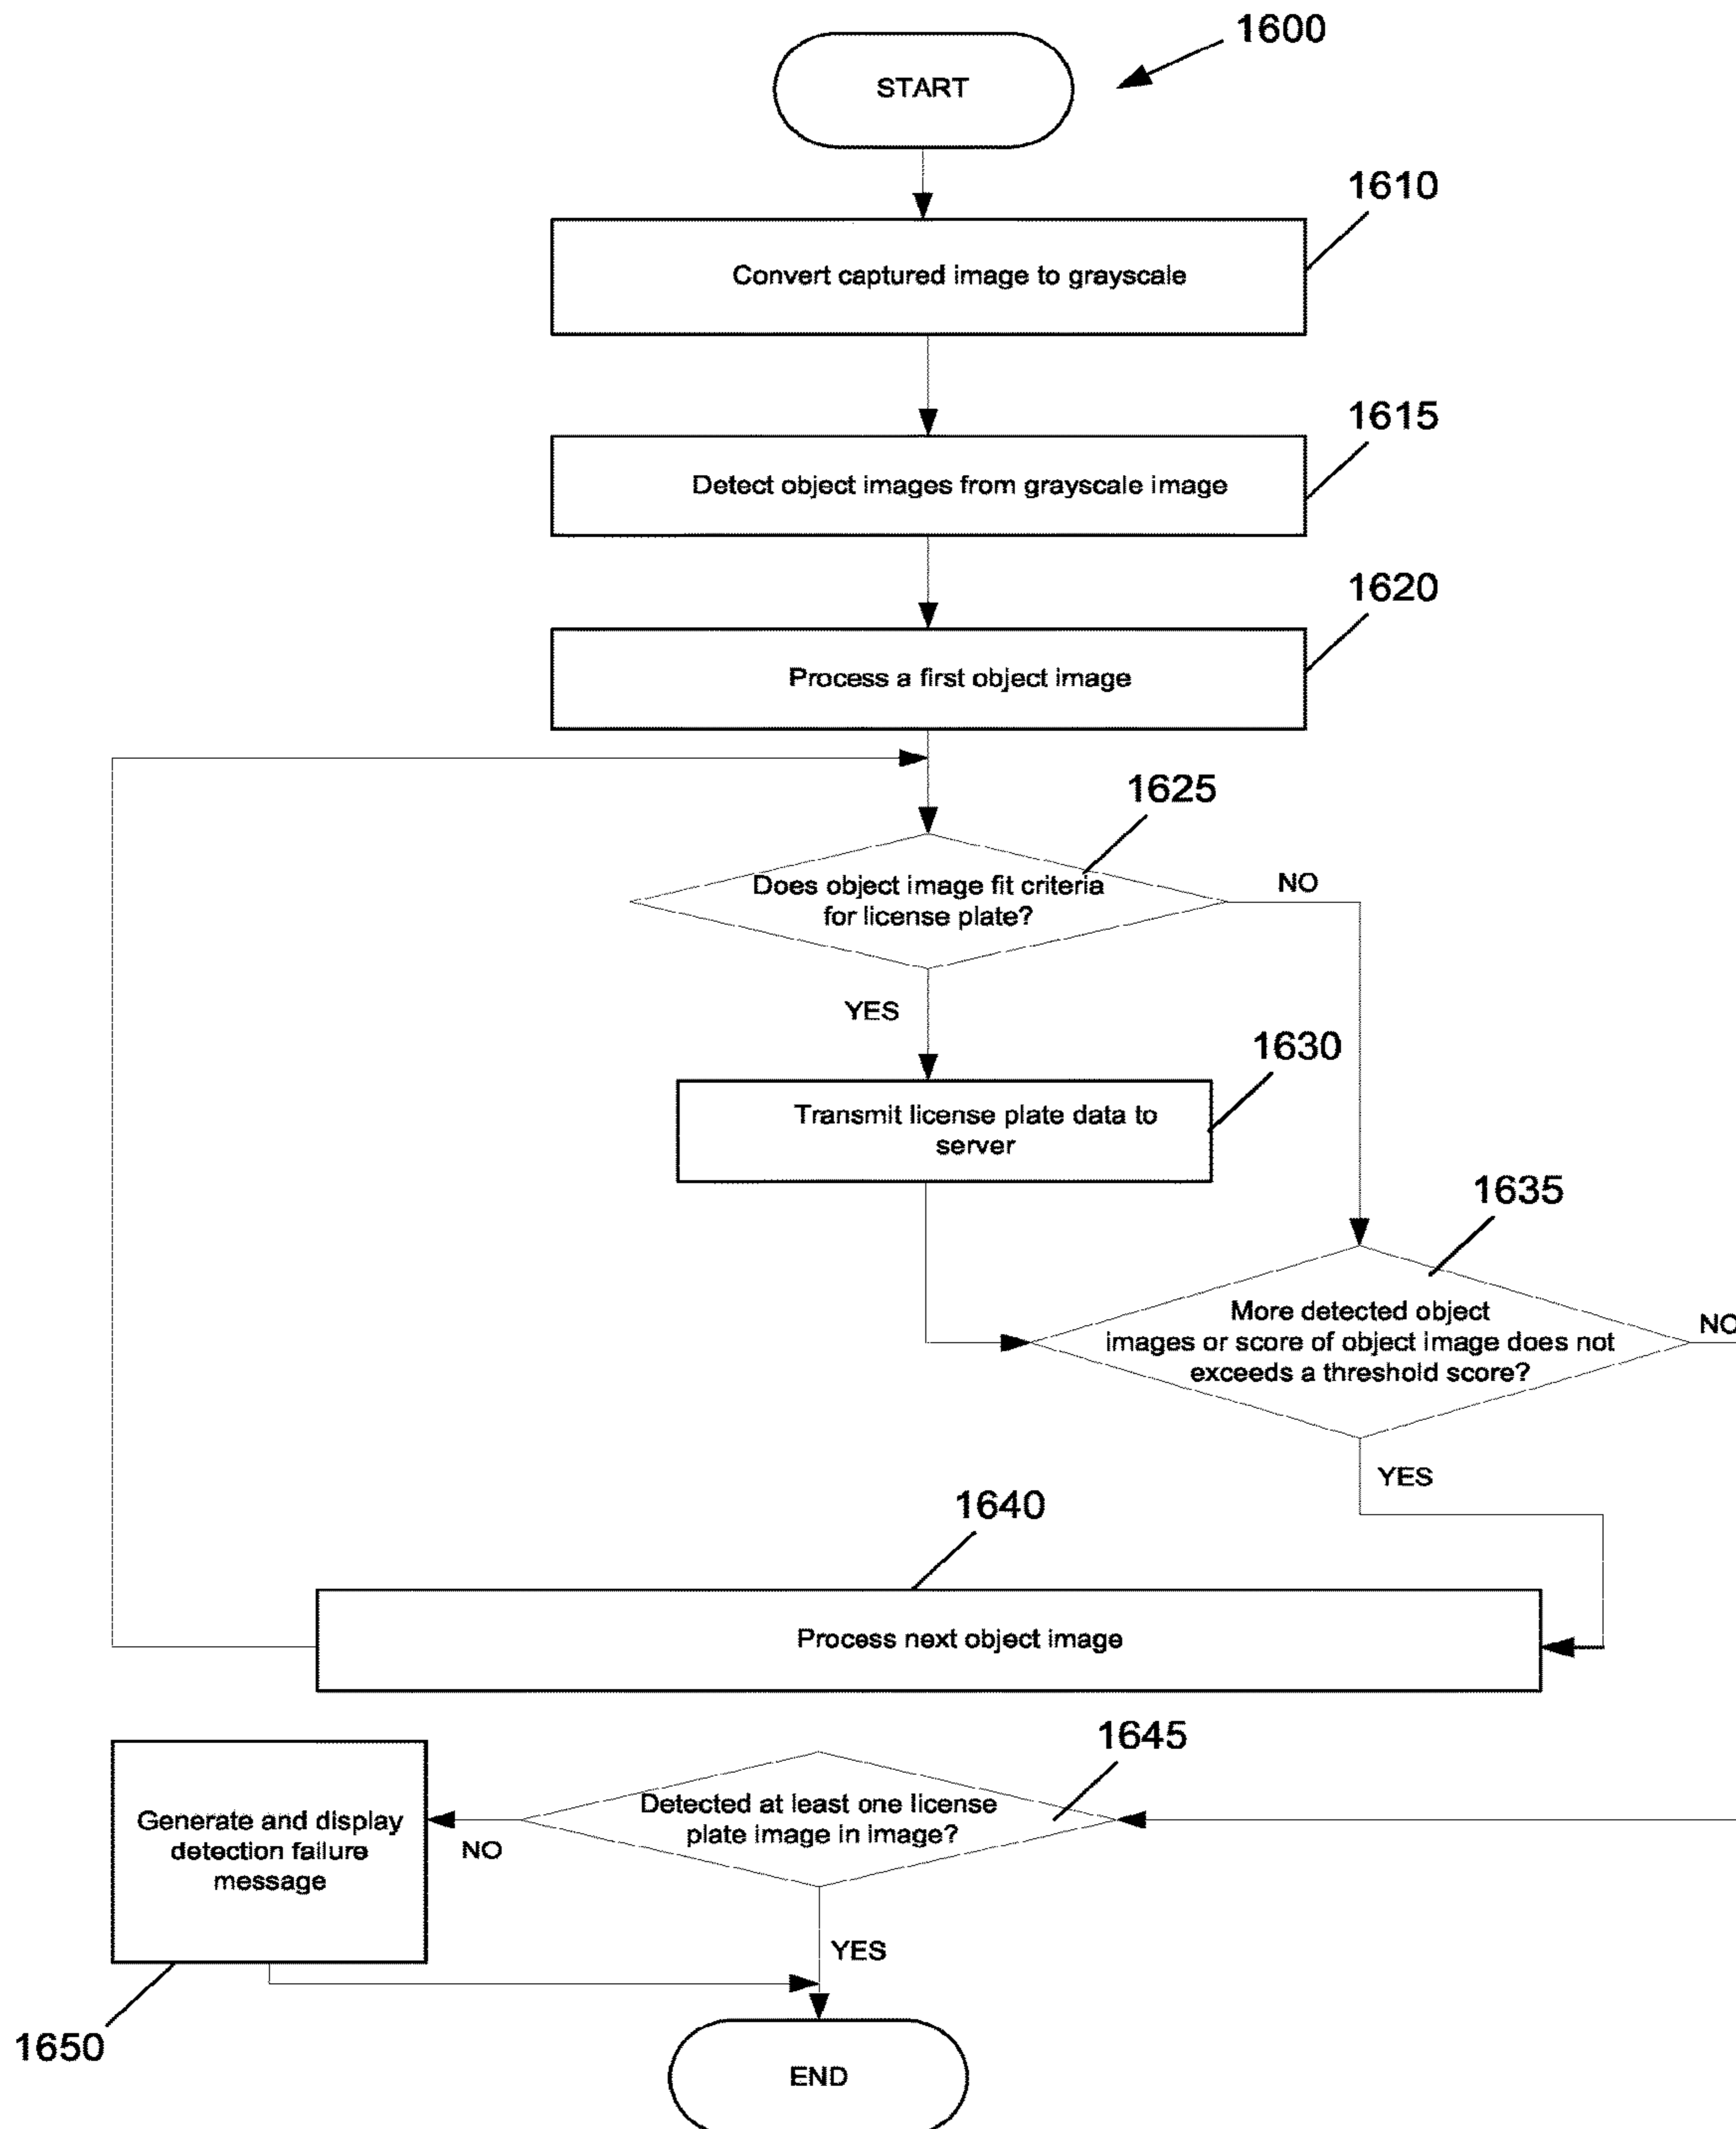 1600
START
1610
Convert captured image to grayscale
1615
Detect object images from grayscale image
1620
Process a first object image
1625
Does object image fit criteria
for license plate?
NO
YES
1630
Transmit license plate data to
server
1635
More detected object
images or score of object image does not
exceeds a threshold score?
NO
YES
1640
Process next object image
1645
Detected at least one license
plate image in image?
Generate and display
detection failure
message
NO
YES
1650
END